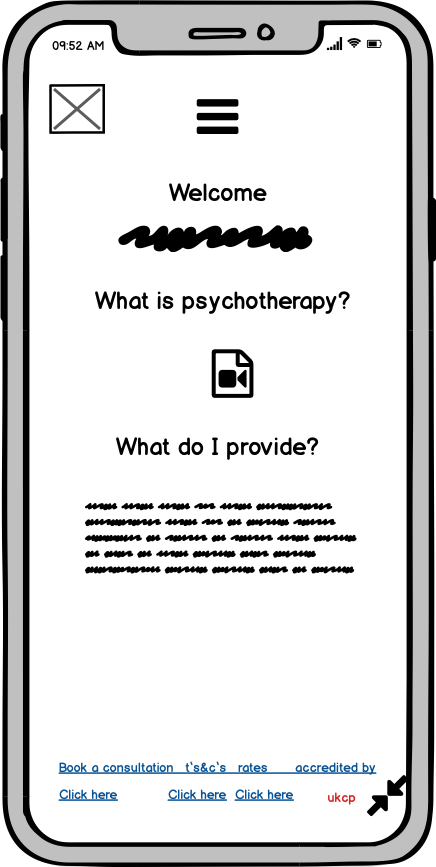 09:52 AM
Welcome
What is psychotherapy?
What do I provide?
Book a consultation t's&c's rates accredited by
Click here Click here Click here ukcp